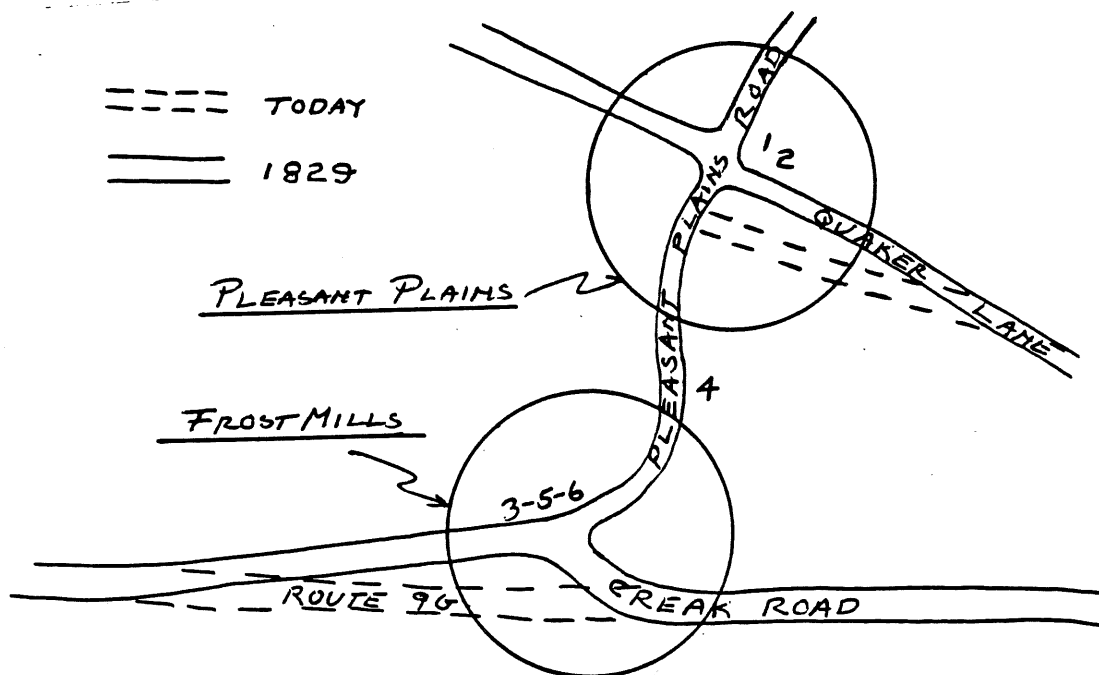 TODAY
1829
ROAD
1 2
PLAINS
QUAKER
LANE
PLEASANT PLAINS
PLEASANT
4
FROST MILLS
3-5-6
ROUTE 9G
CREAK ROAD